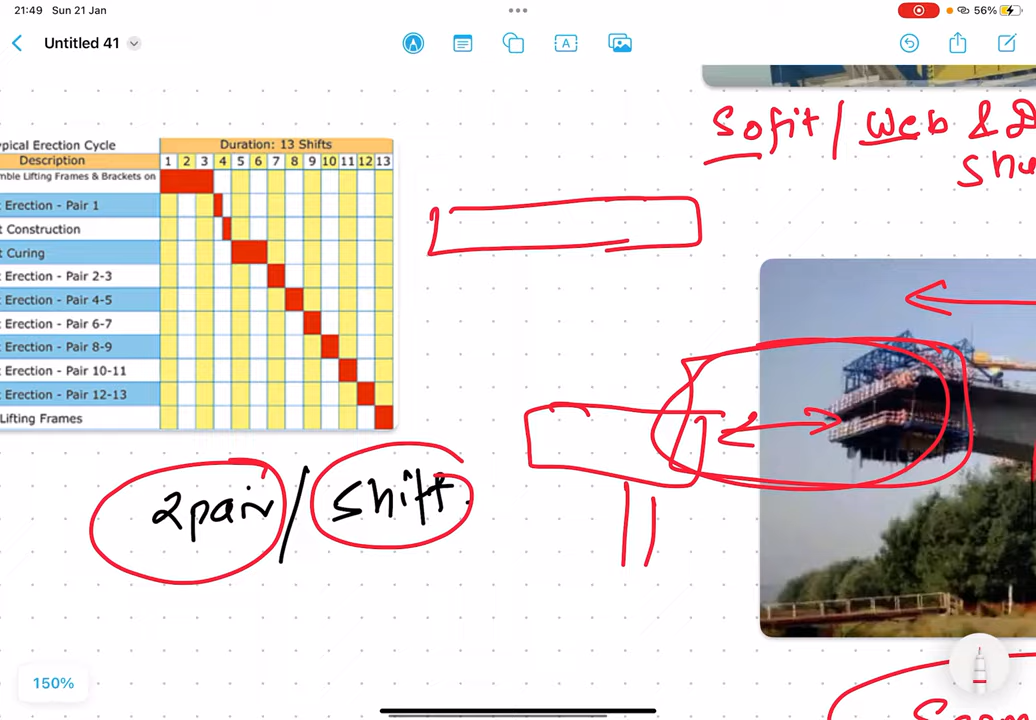 21:49 Sun 21 Jan
56%
Untitled 41
A
ypical Erection Cycle
Duration: 13 Shifts
Description
1 2 3 4 5 6 7 8 9 10 11 12 13
mble Lifting Frames & Brackets on
t Erection - Pair 1
t Construction
t Curing
t Erection - Pair 2-3
t Erection - Pair 4-5
t Erection - Pair 6-7
t Erection - Pair 8-9
t Erection - Pair 10-11
t Erection - Pair 12-13
Lifting Frames
Sofit / Web & D
Shu
2pair / Shift
150%